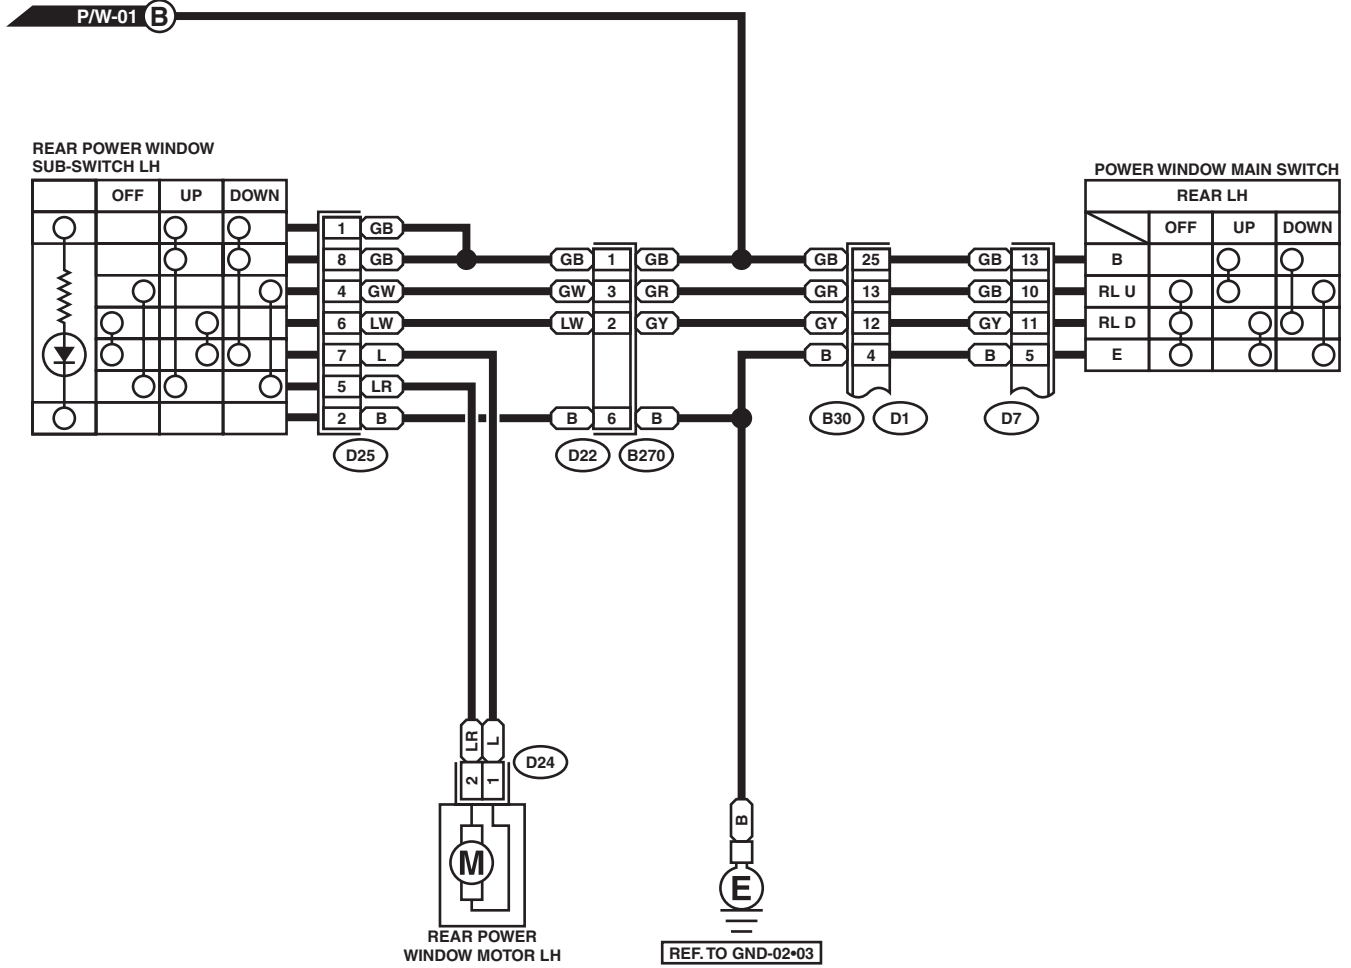 P/W-01 B
REAR POWER WINDOW
SUB-SWITCH LH
OFF UP DOWN
1 GB
8 GB
4 GW
6 LW
7 L
5 LR
2 B
D25
GB 1 GB
GW 3 GR
LW 2 GY
B 6 B
D22 B270
GB 25
GR 13
GY 12
B 4
B30 D1
GB 13
GB 10
GY 11
B 5
D7
POWER WINDOW MAIN SWITCH
REAR LH
OFF UP DOWN
B
RL U
RL D
E
LR L
2 1
D24
M
REAR POWER
WINDOW MOTOR LH
B
E
REF. TO GND-02•03